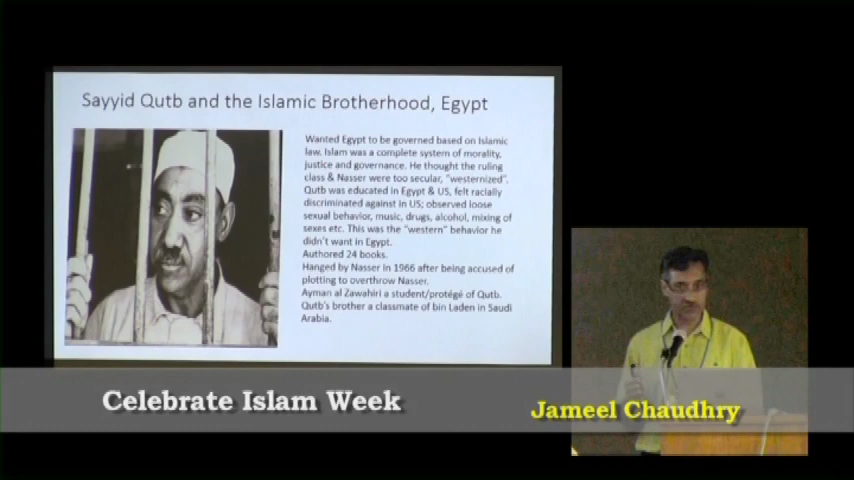 Sayyid Qutb and the Islamic Brotherhood, Egypt
Wanted Egypt to be governed based on Islamic
law. Islam was a complete system of morality,
justice and governance. He thought the ruling
class & Nasser were too secular, "westernized".
Qutb was educated in Egypt & US, felt racially
discriminated against in US; observed loose
sexual behavior, music, drugs, alcohol, mixing of
sexes etc. This was the "western" behavior he
didn't want in Egypt.
Authored 24 books.
Hanged by Nasser in 1966 after being accused of
plotting to overthrow Nasser.
Ayman al Zawahiri a student/protégé of Qutb.
Qutb's brother a classmate of bin Laden in Saudi
Arabia.
Celebrate Islam Week
Jameel Chaudhry